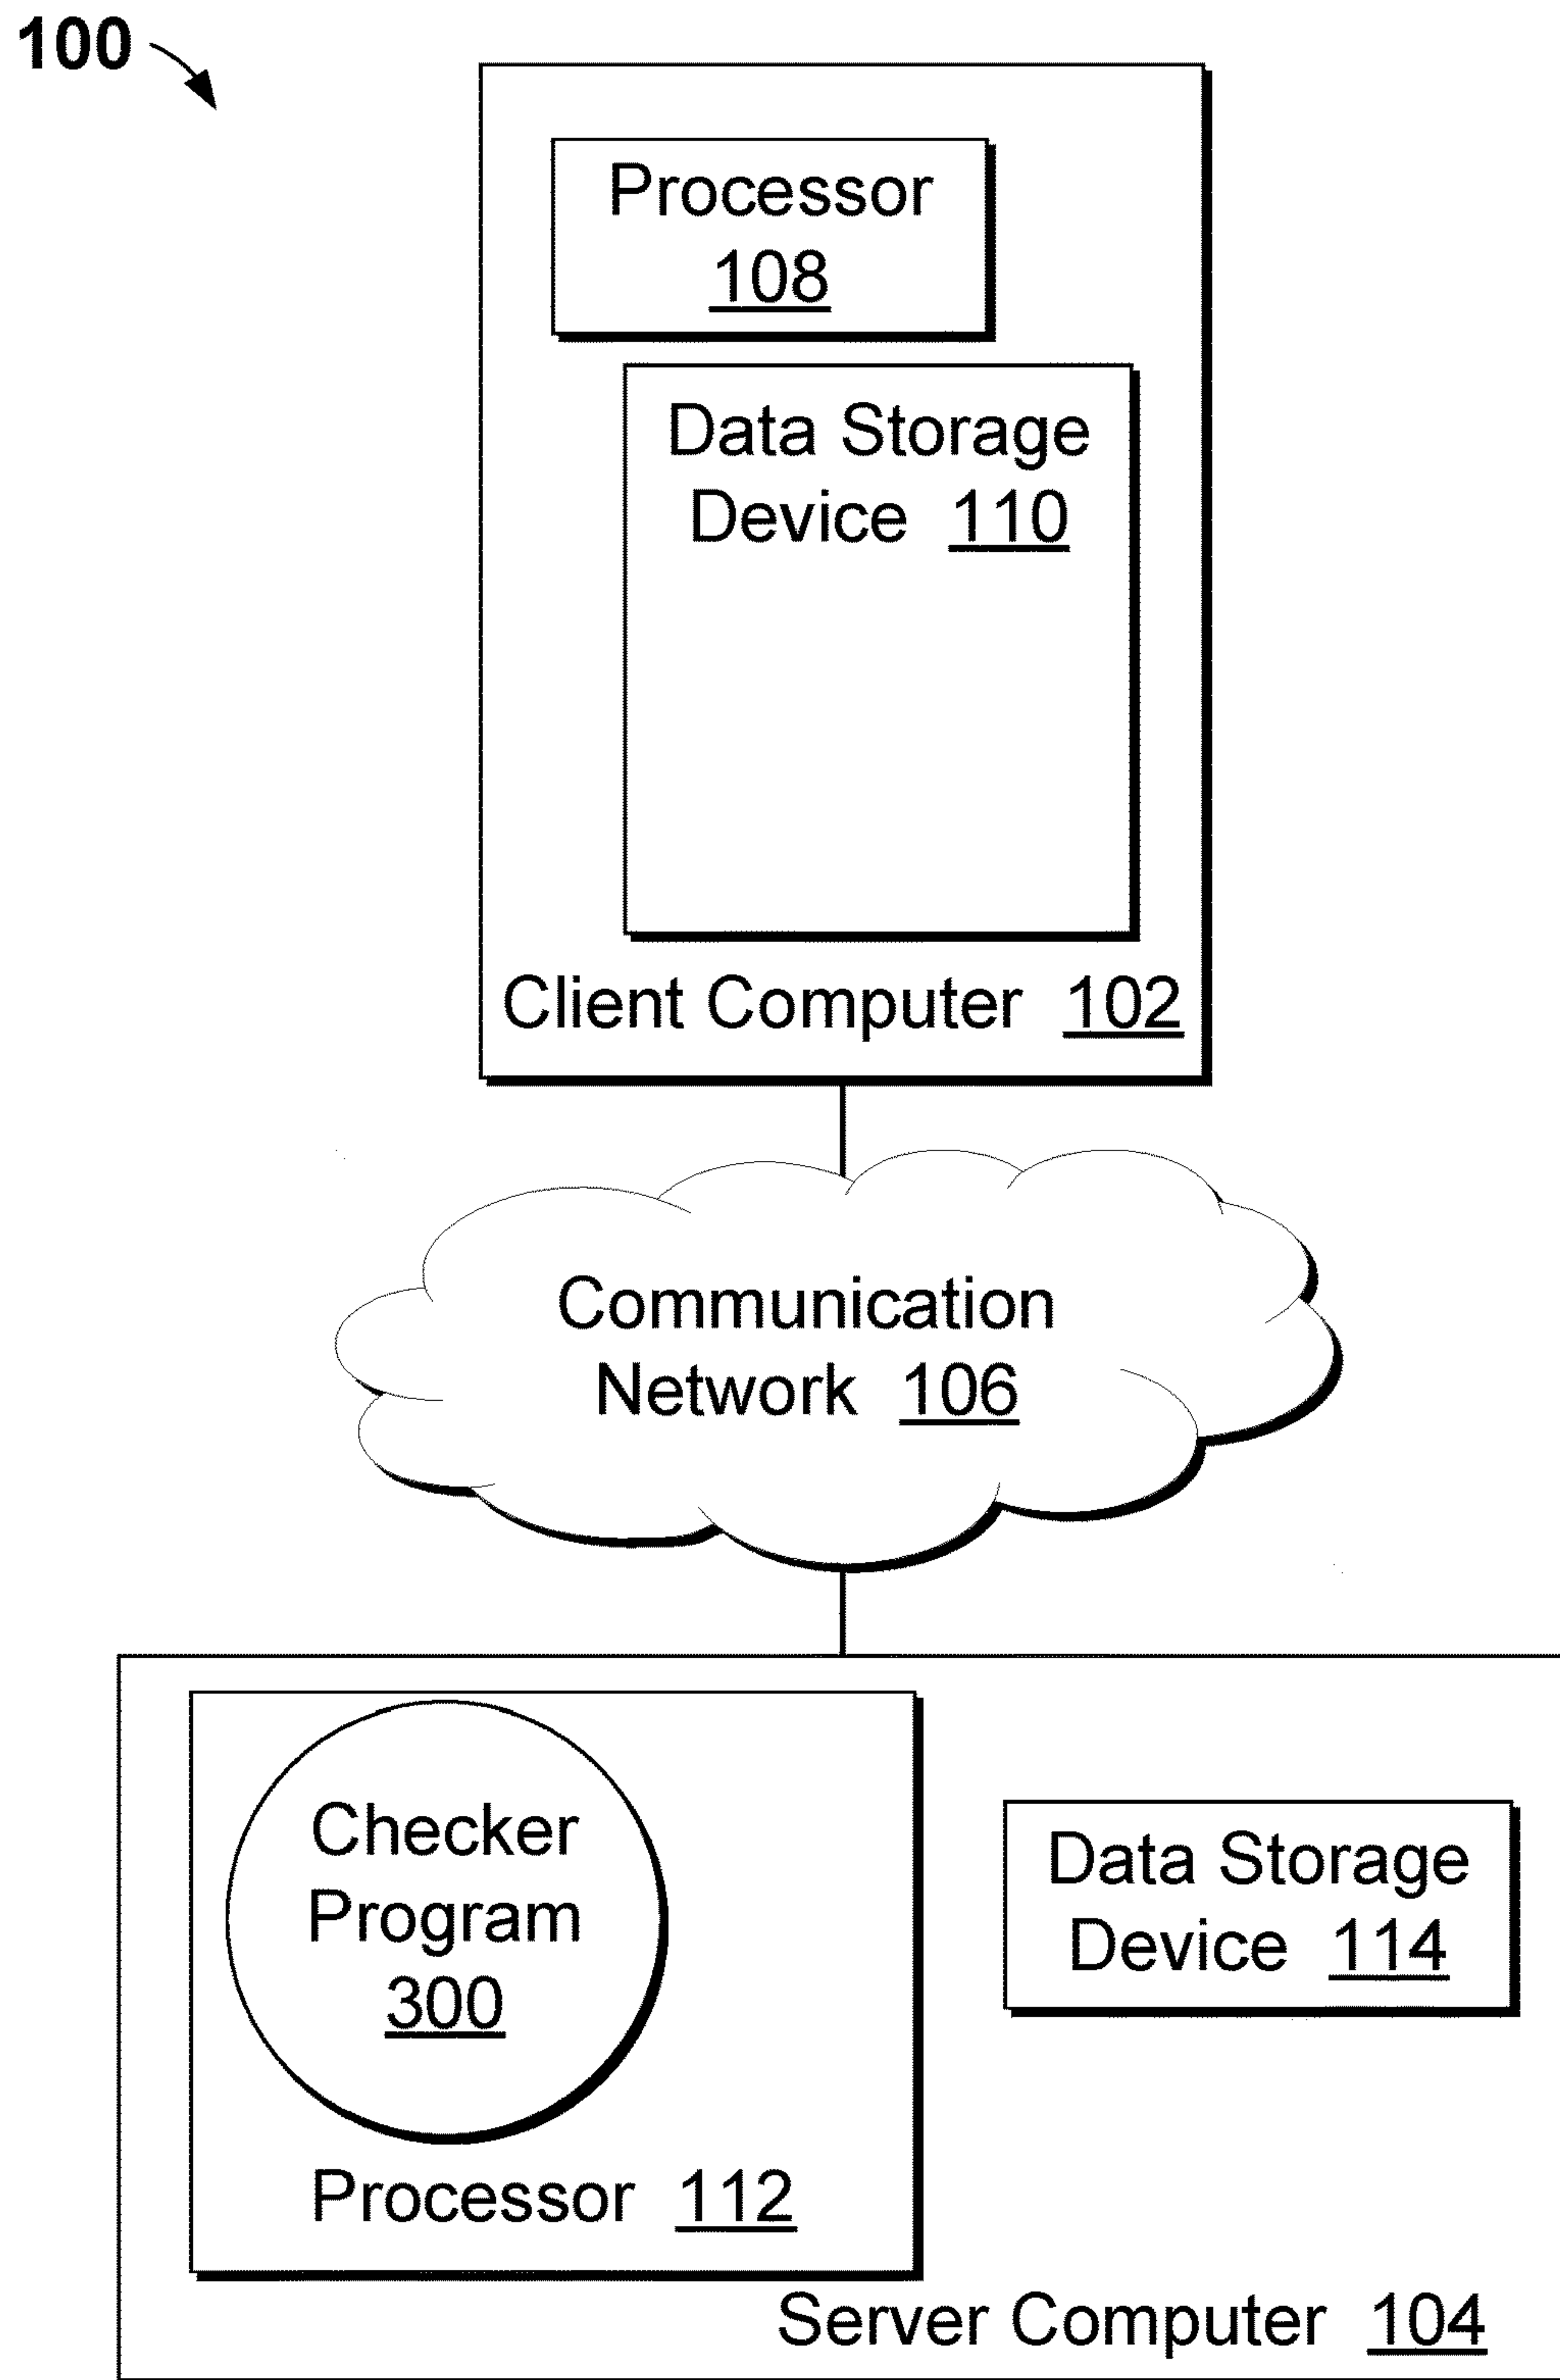 100
Processor
108
Data Storage
Device 110
Client Computer 102
Communication
Network 106
Checker
Program
300
Processor 112
Data Storage
Device 114
Server Computer 104